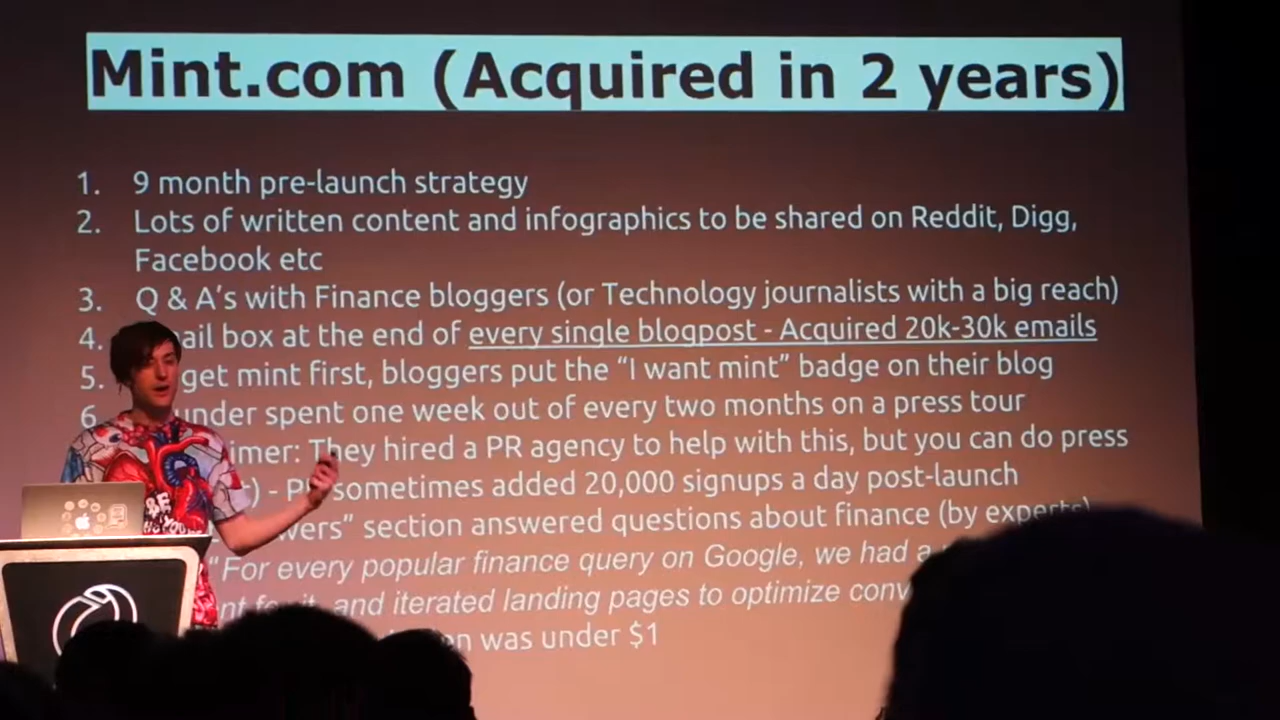 Mint.com (Acquired in 2 years)
1. 9 month pre-launch strategy
2. Lots of written content and infographics to be shared on Reddit, Digg,
Facebook etc
3. Q & A's with Finance bloggers (or Technology journalists with a big reach)
4. ail box at the end of every single blogpost - Acquired 20k-30k emails
5. get mint first, bloggers put the “I want mint” badge on their blog
6. under spent one week out of every two months on a press tour
imer: They hired a PR agency to help with this, but you can do press
) - P sometimes added 20,000 signups a day post-launch
wers” section answered questions about finance (by experts)
“For every popular finance query on Google, we had a
and iterated landing pages to optimize conv
was under $1
BE